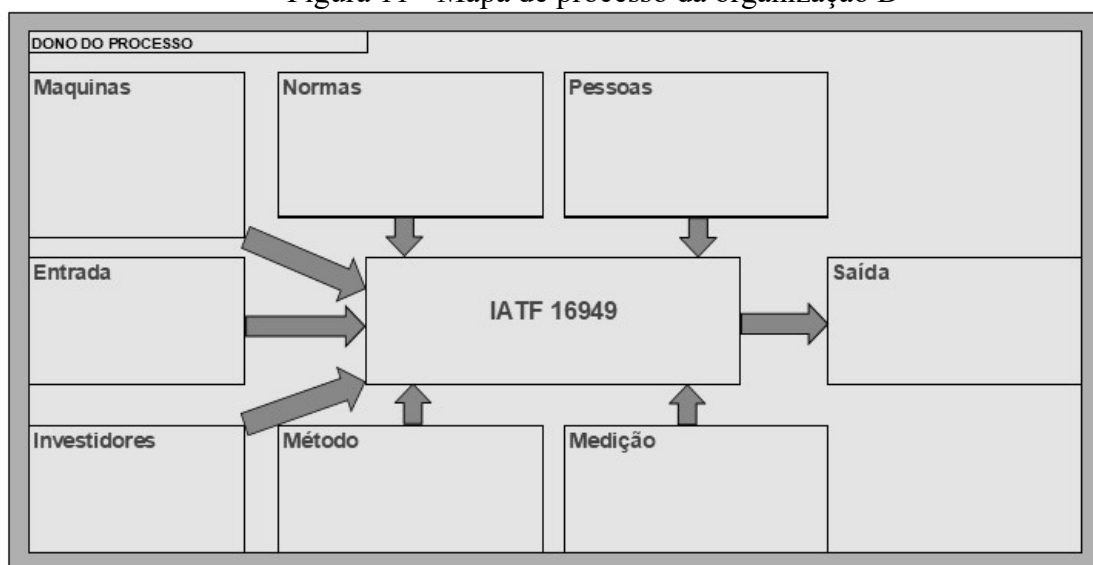 Figura 11 - Mapa de processo da organização B
DONO DO PROCESSO
Maquinas
Normas
Pessoas
Entrada
IATF 16949
Saída
Investidores
Método
Medição